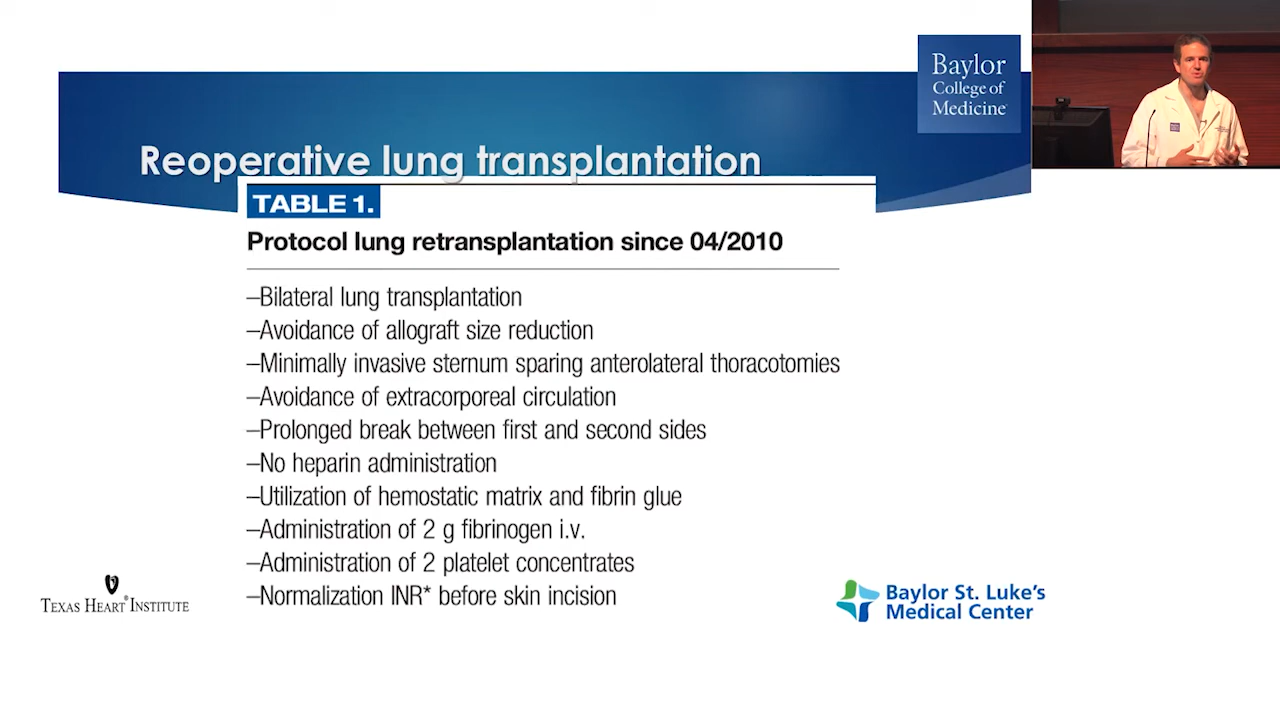 Baylor
College of
Medicine
Reoperative lung transplantation
TABLE 1.
Protocol lung retransplantation since 04/2010
–Bilateral lung transplantation
–Avoidance of allograft size reduction
–Minimally invasive sternum sparing anterolateral thoracotomies
–Avoidance of extracorporeal circulation
–Prolonged break between first and second sides
–No heparin administration
–Utilization of hemostatic matrix and fibrin glue
–Administration of 2 g fibrinogen i.v.
–Administration of 2 platelet concentrates
–Normalization INR* before skin incision
TEXAS HEART® INSTITUTE
Baylor St. Luke's
Medical Center